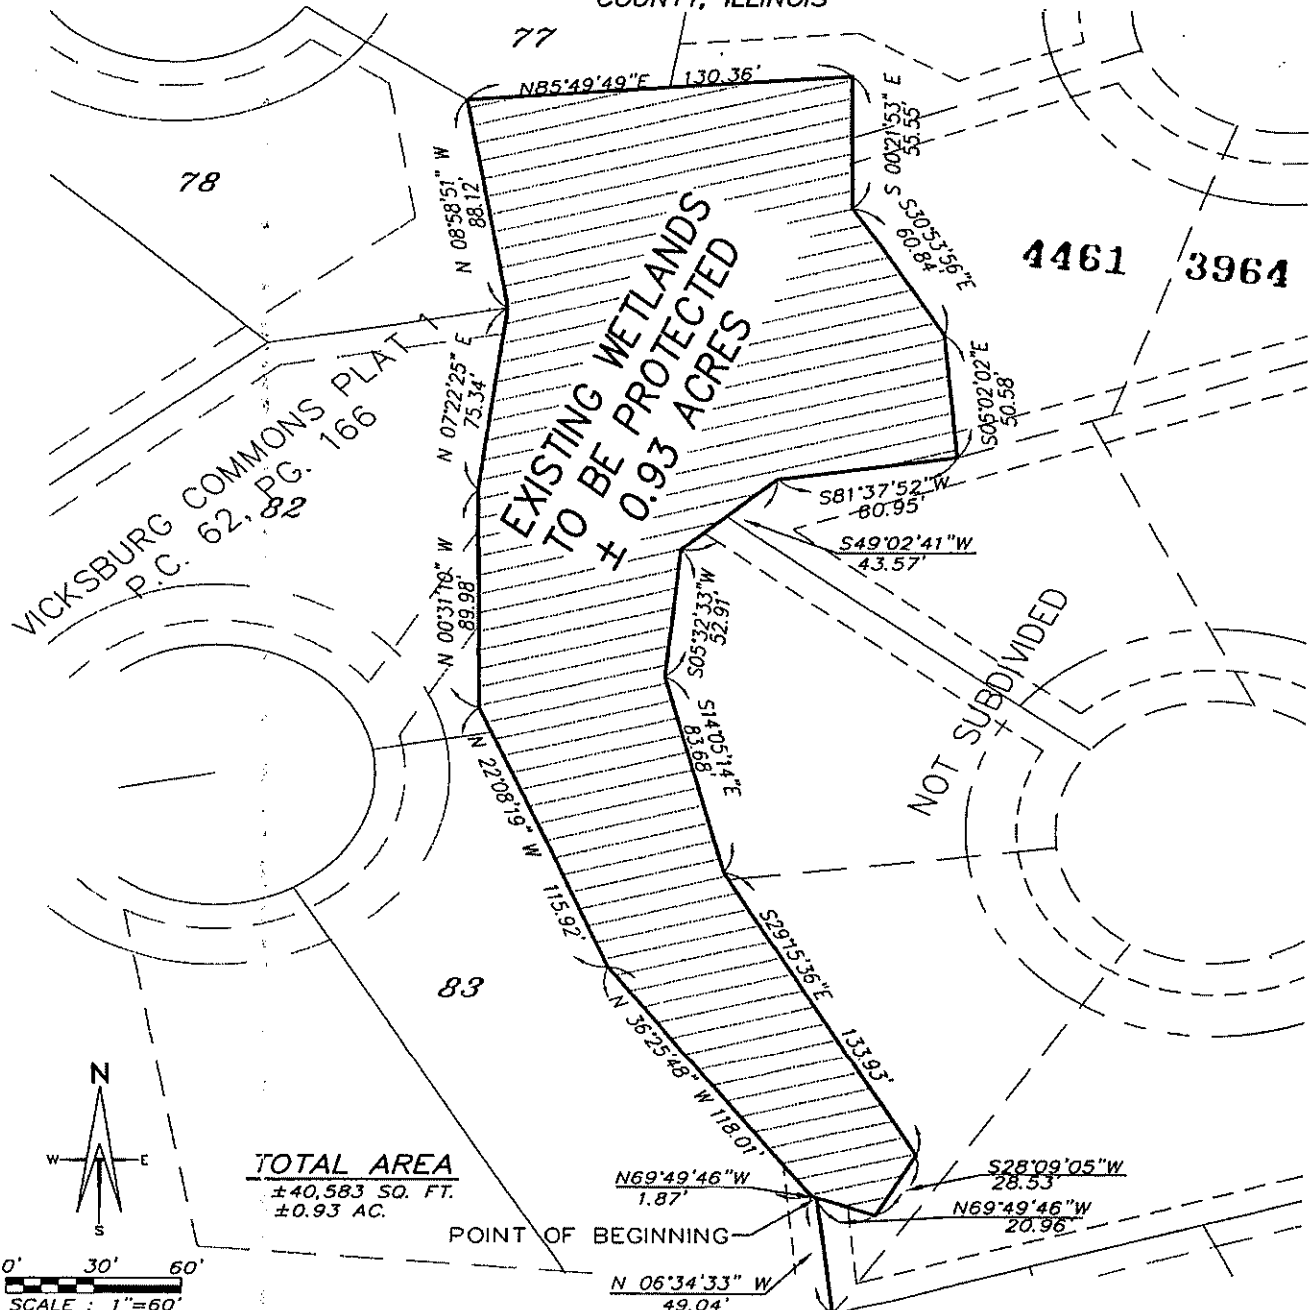 COUNTY, ILLINOIS
77
N85°49'49"E 130.36'
S 00°21'53" E
55.55'
N 08°58'51" W
88.12'
78
S30°53'56"E
60.84'
4461 3964
EXISTING WETLANDS
TO BE PROTECTED
± 0.93 ACRES
N 07°22'25" E
75.34'
S05°02'02"E
50.58'
VICKSBURG COMMONS PLAT 1
P.C. 62, PG. 166
82
S81°37'52"W
60.95'
S49°02'41"W
43.57'
N 00°31'10" W
89.98'
S05°32'33"W
52.91'
NOT SUBDIVIDED
S14°05'14"E
83.68'
N 22°08'19" W 115.92'
S29°15'36"E 133.93'
83
N 36°25'48" W 118.01'
N
W E
S
TOTAL AREA
±40,583 SQ. FT.
±0.93 AC.
N69°49'46"W
1.87'
S28°09'05"W
28.53'
N69°49'46"W
20.96'
POINT OF BEGINNING
N 06°34'33" W
49.04'
0' 30' 60'
SCALE : 1"=60'